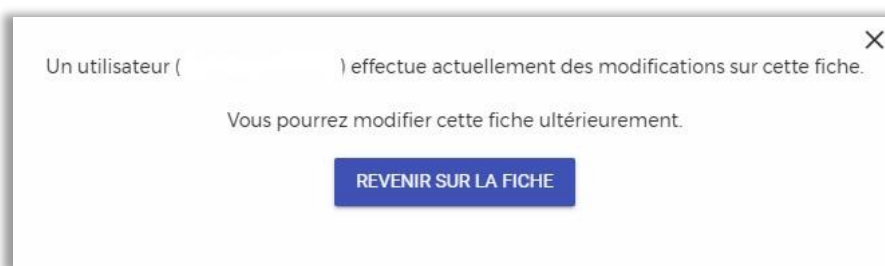 Un utilisateur ( ) effectue actuellement des modifications sur cette fiche.
Vous pourrez modifier cette fiche ultérieurement.
REVENIR SUR LA FICHE